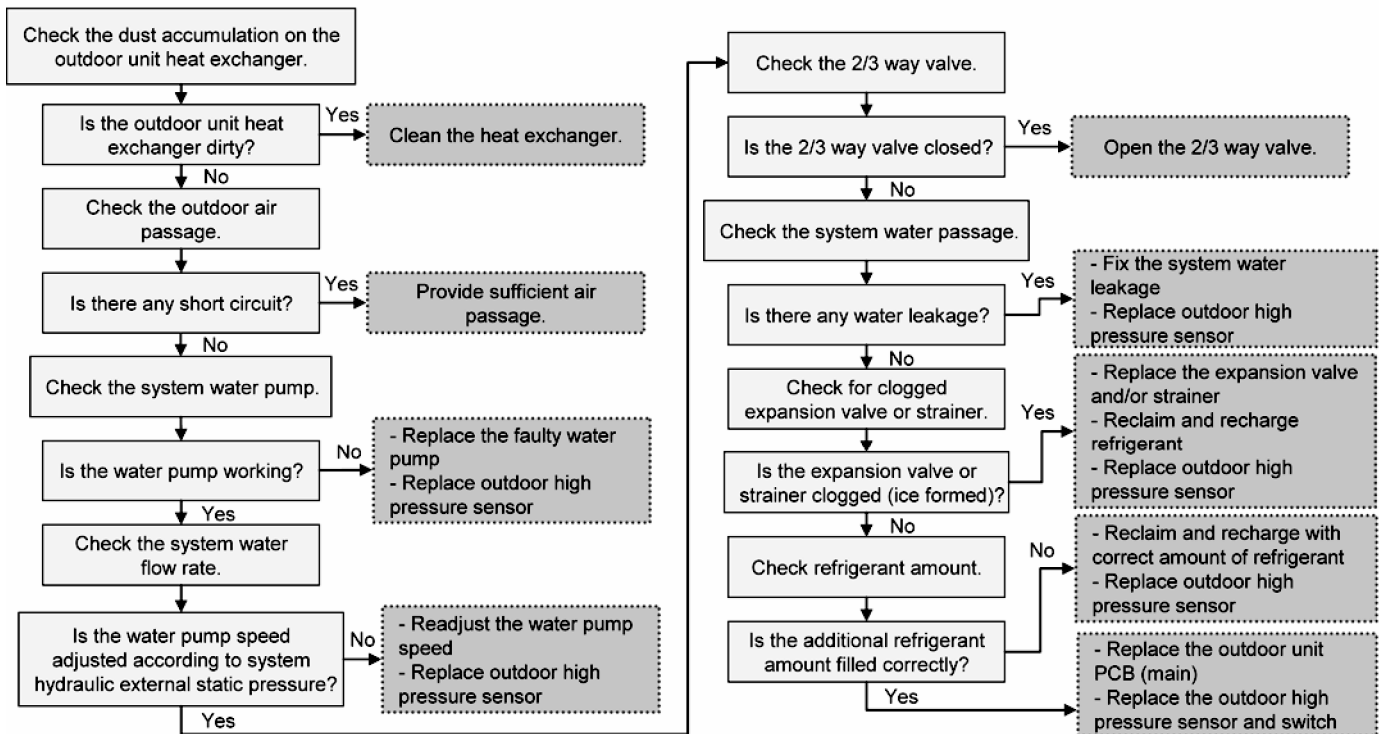 Check the dust accumulation on the
outdoor unit heat exchanger.
Is the outdoor unit heat
exchanger dirty?
Yes
Clean the heat exchanger.
No
Check the outdoor air
passage.
Is there any short circuit?
Yes
Provide sufficient air
passage.
No
Check the system water pump.
Is the water pump working?
No
- Replace the faulty water
pump
- Replace outdoor high
pressure sensor
Yes
Check the system water
flow rate.
Is the water pump speed
adjusted according to system
hydraulic external static pressure?
No
- Readjust the water pump
speed
- Replace outdoor high
pressure sensor
Yes
Check the 2/3 way valve.
Is the 2/3 way valve closed?
Yes
Open the 2/3 way valve.
No
Check the system water passage.
Is there any water leakage?
Yes
- Fix the system water
leakage
- Replace outdoor high
pressure sensor
No
Check for clogged
expansion valve or strainer.
Is the expansion valve or
strainer clogged (ice formed)?
Yes
- Replace the expansion valve
and/or strainer
- Reclaim and recharge
refrigerant
- Replace outdoor high
pressure sensor
No
Check refrigerant amount.
Is the additional refrigerant
amount filled correctly?
No
- Reclaim and recharge with
correct amount of refrigerant
- Replace outdoor high
pressure sensor
Yes
- Replace the outdoor unit
PCB (main)
- Replace the outdoor high
pressure sensor and switch